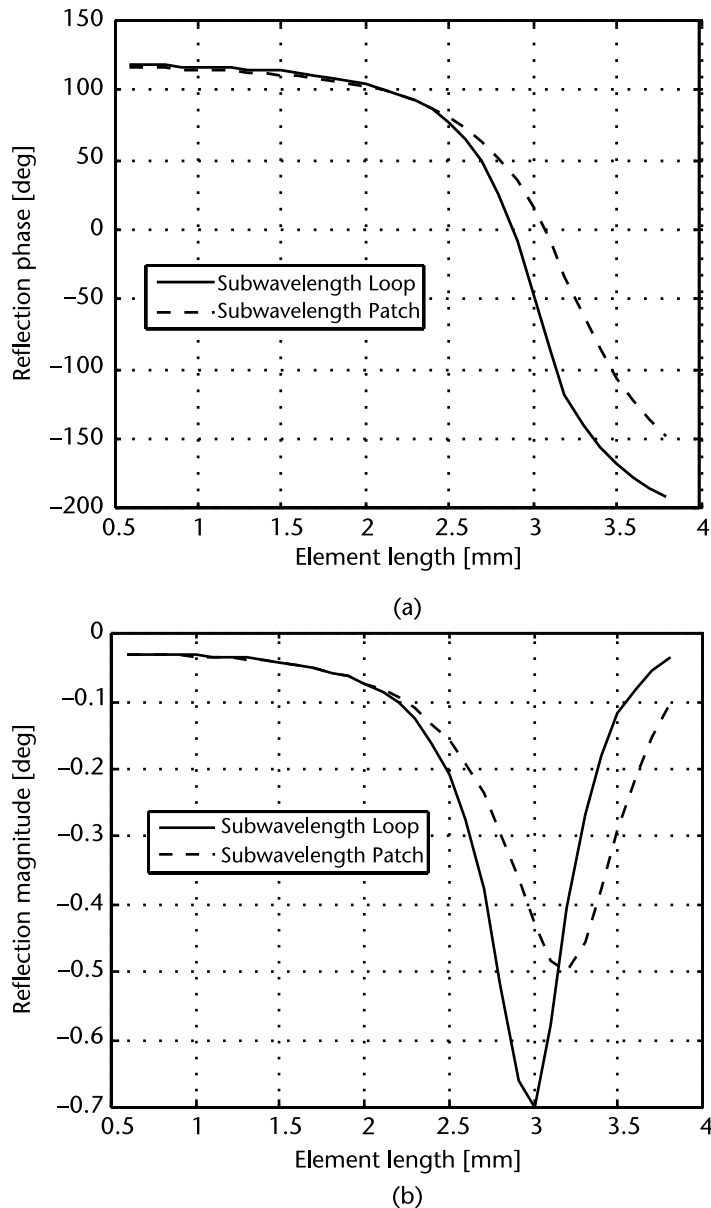 150
100
50
0
−50
−100
−150
−200
Reflection phase [deg]
Subwavelength Loop
Subwavelength Patch
0.5 1 1.5 2 2.5 3 3.5 4
Element length [mm]
(a)
0
−0.1
−0.2
−0.3
−0.4
−0.5
−0.6
−0.7
Reflection magnitude [deg]
Subwavelength Loop
Subwavelength Patch
0.5 1 1.5 2 2.5 3 3.5 4
Element length [mm]
(b)